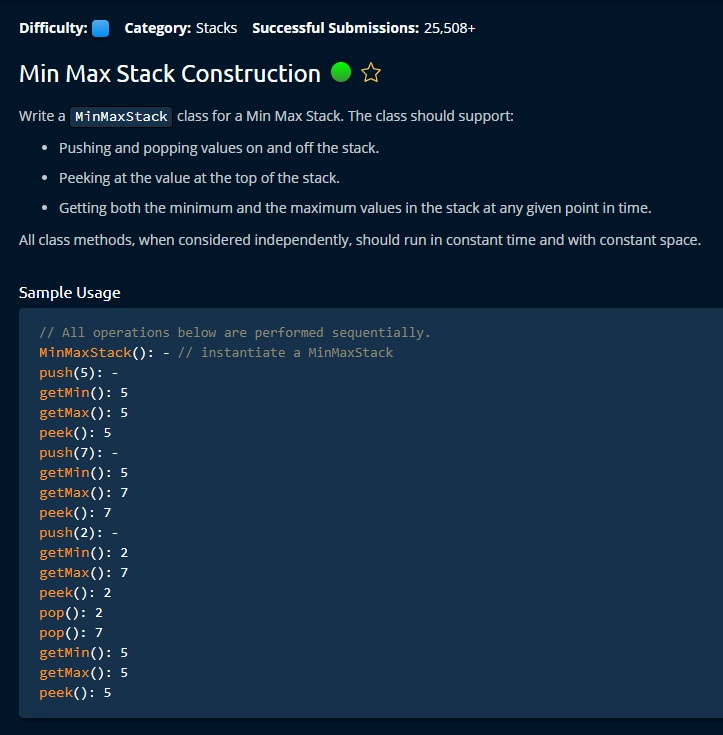 Difficulty: Category: Stacks Successful Submissions: 25,508+
Min Max Stack Construction
Write a MinMaxStack class for a Min Max Stack. The class should support:
• Pushing and popping values on and off the stack.
• Peeking at the value at the top of the stack.
• Getting both the minimum and the maximum values in the stack at any given point in time.
All class methods, when considered independently, should run in constant time and with constant space.
Sample Usage
// All operations below are performed sequentially.
MinMaxStack(): - // instantiate a MinMaxStack
push(5): -
getMin(): 5
getMax(): 5
peek(): 5
push(7): -
getMin(): 5
getMax(): 7
peek(): 7
push(2): -
getMin(): 2
getMax(): 7
peek(): 2
pop(): 2
pop(): 7
getMin(): 5
getMax(): 5
peek(): 5